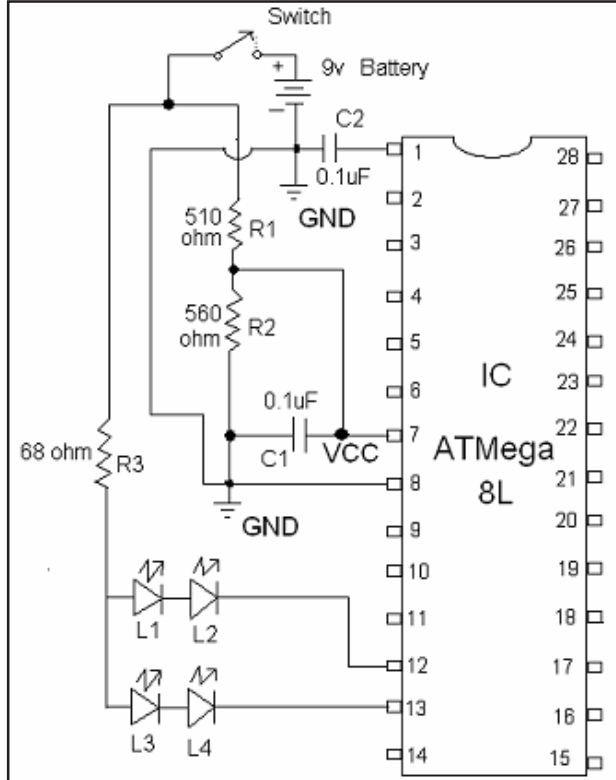 Switch
+
9v Battery
−
C2
0.1uF
GND
510
ohm
R1
560
ohm
R2
0.1uF
C1
VCC
GND
68 ohm
R3
L1
L2
L3
L4
IC
ATMega
8L
1
2
3
4
5
6
7
8
9
10
11
12
13
14
28
27
26
25
24
23
22
21
20
19
18
17
16
15